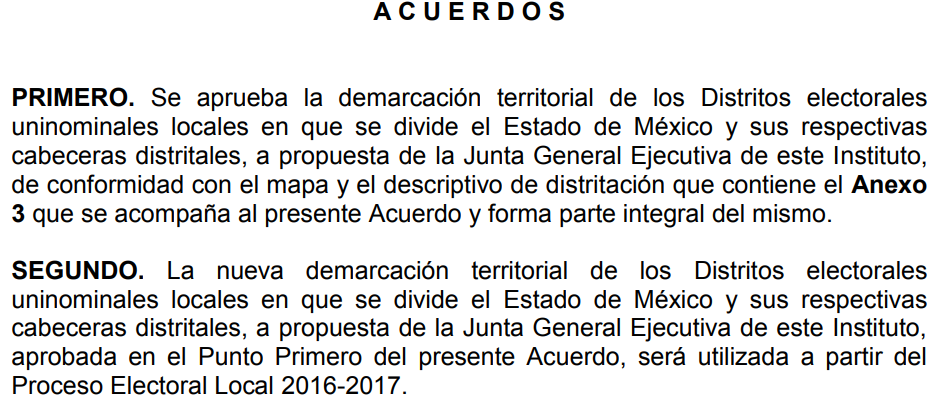 A C U E R D O S
PRIMERO. Se aprueba la demarcación territorial de los Distritos electorales
uninominales locales en que se divide el Estado de México y sus respectivas
cabeceras distritales, a propuesta de la Junta General Ejecutiva de este Instituto,
de conformidad con el mapa y el descriptivo de distritación que contiene el Anexo
3 que se acompaña al presente Acuerdo y forma parte integral del mismo.
SEGUNDO. La nueva demarcación territorial de los Distritos electorales
uninominales locales en que se divide el Estado de México y sus respectivas
cabeceras distritales, a propuesta de la Junta General Ejecutiva de este Instituto,
aprobada en el Punto Primero del presente Acuerdo, será utilizada a partir del
Proceso Electoral Local 2016-2017.